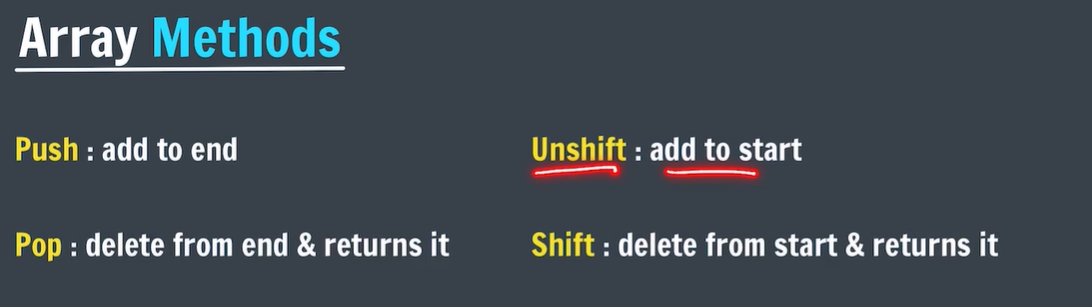 Array Methods
Push : add to end
Unshift : add to start
Pop : delete from end & returns it
Shift : delete from start & returns it